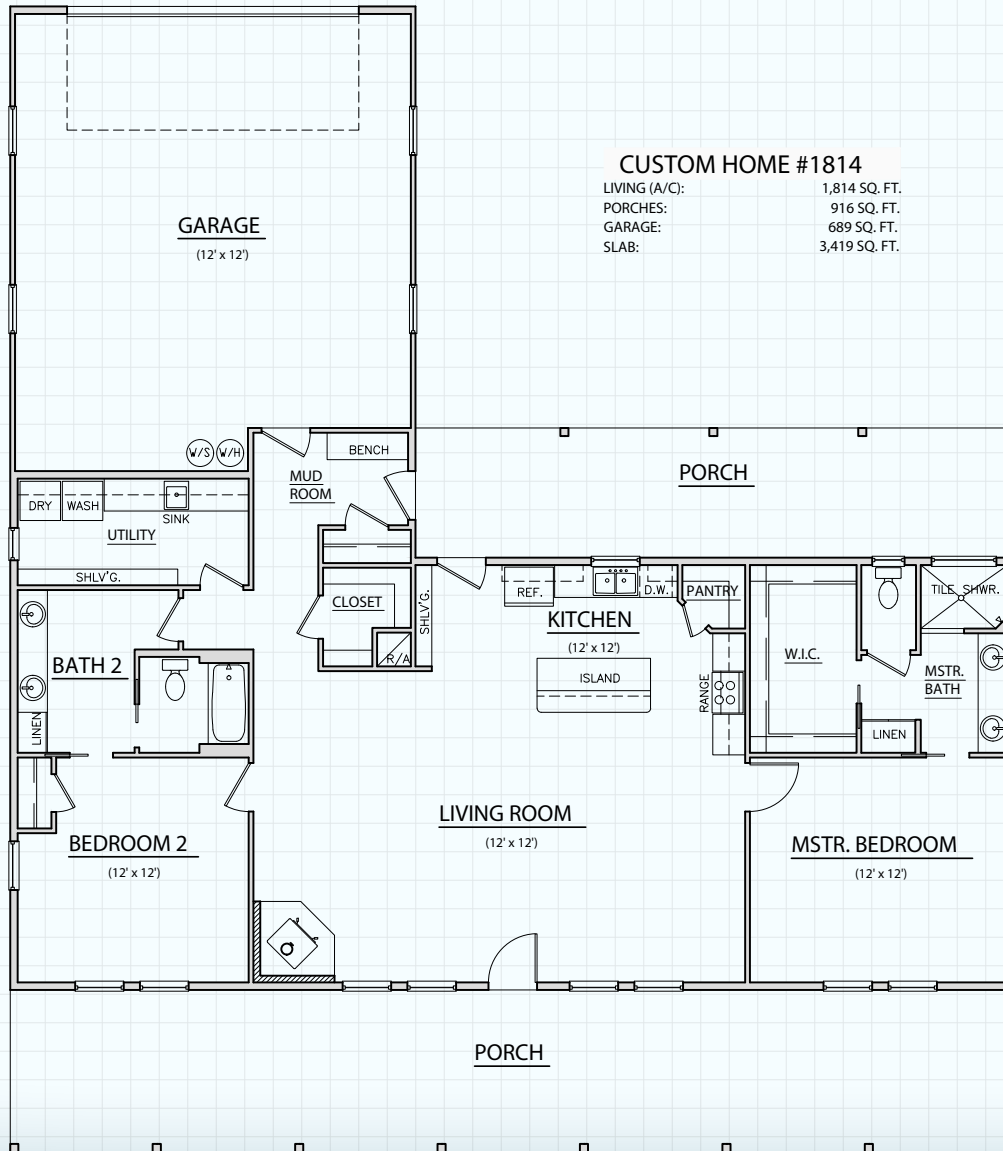 CUSTOM HOME #1814
LIVING (A/C): 1,814 SQ. FT.
PORCHES: 916 SQ. FT.
GARAGE: 689 SQ. FT.
SLAB: 3,419 SQ. FT.
GARAGE
(12' x 12')
W/S
W/H
BENCH
MUD
ROOM
PORCH
DRY
WASH
SINK
UTILITY
SHLV'G.
CLOSET
R/A
SHLV'G.
REF.
D.W.
PANTRY
KITCHEN
(12' x 12')
ISLAND
RANGE
W.I.C.
TILE SHWR.
MSTR.
BATH
LINEN
BATH 2
LINEN
LIVING ROOM
(12' x 12')
BEDROOM 2
(12' x 12')
MSTR. BEDROOM
(12' x 12')
PORCH